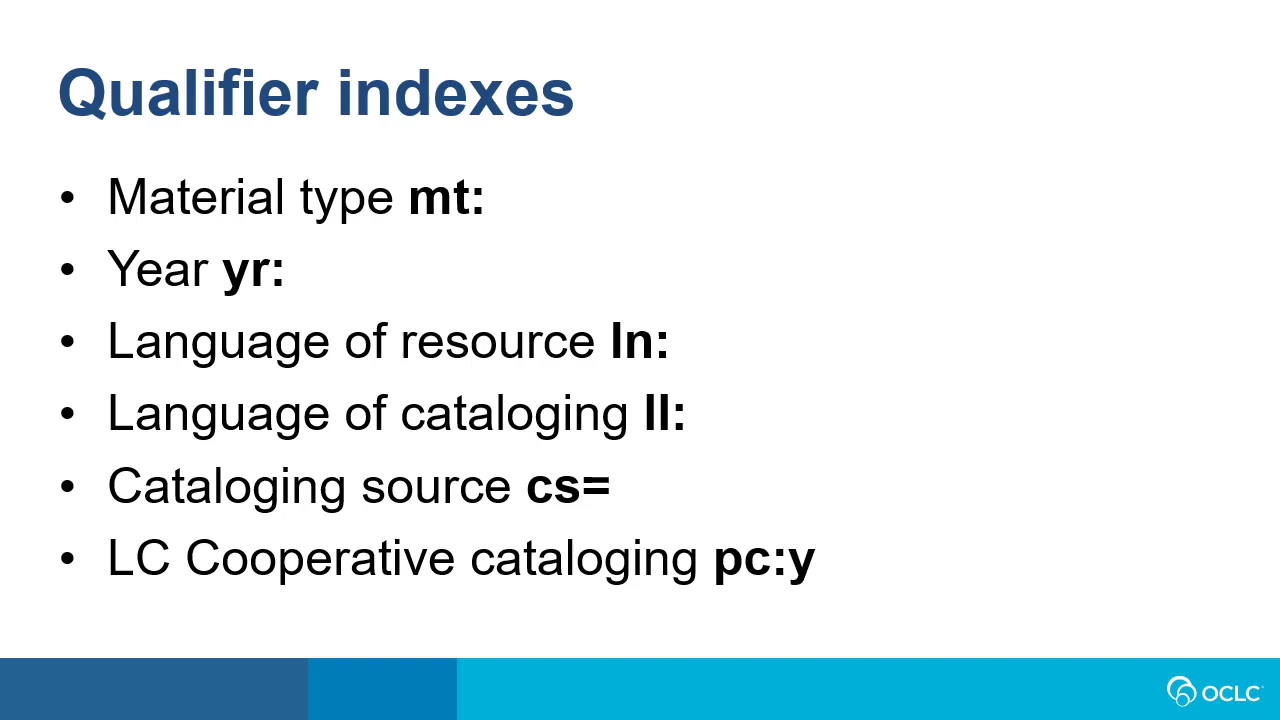 Qualifier indexes
• Material type mt:
• Year yr:
• Language of resource ln:
• Language of cataloging ll:
• Cataloging source cs=
• LC Cooperative cataloging pc:y
OCLC